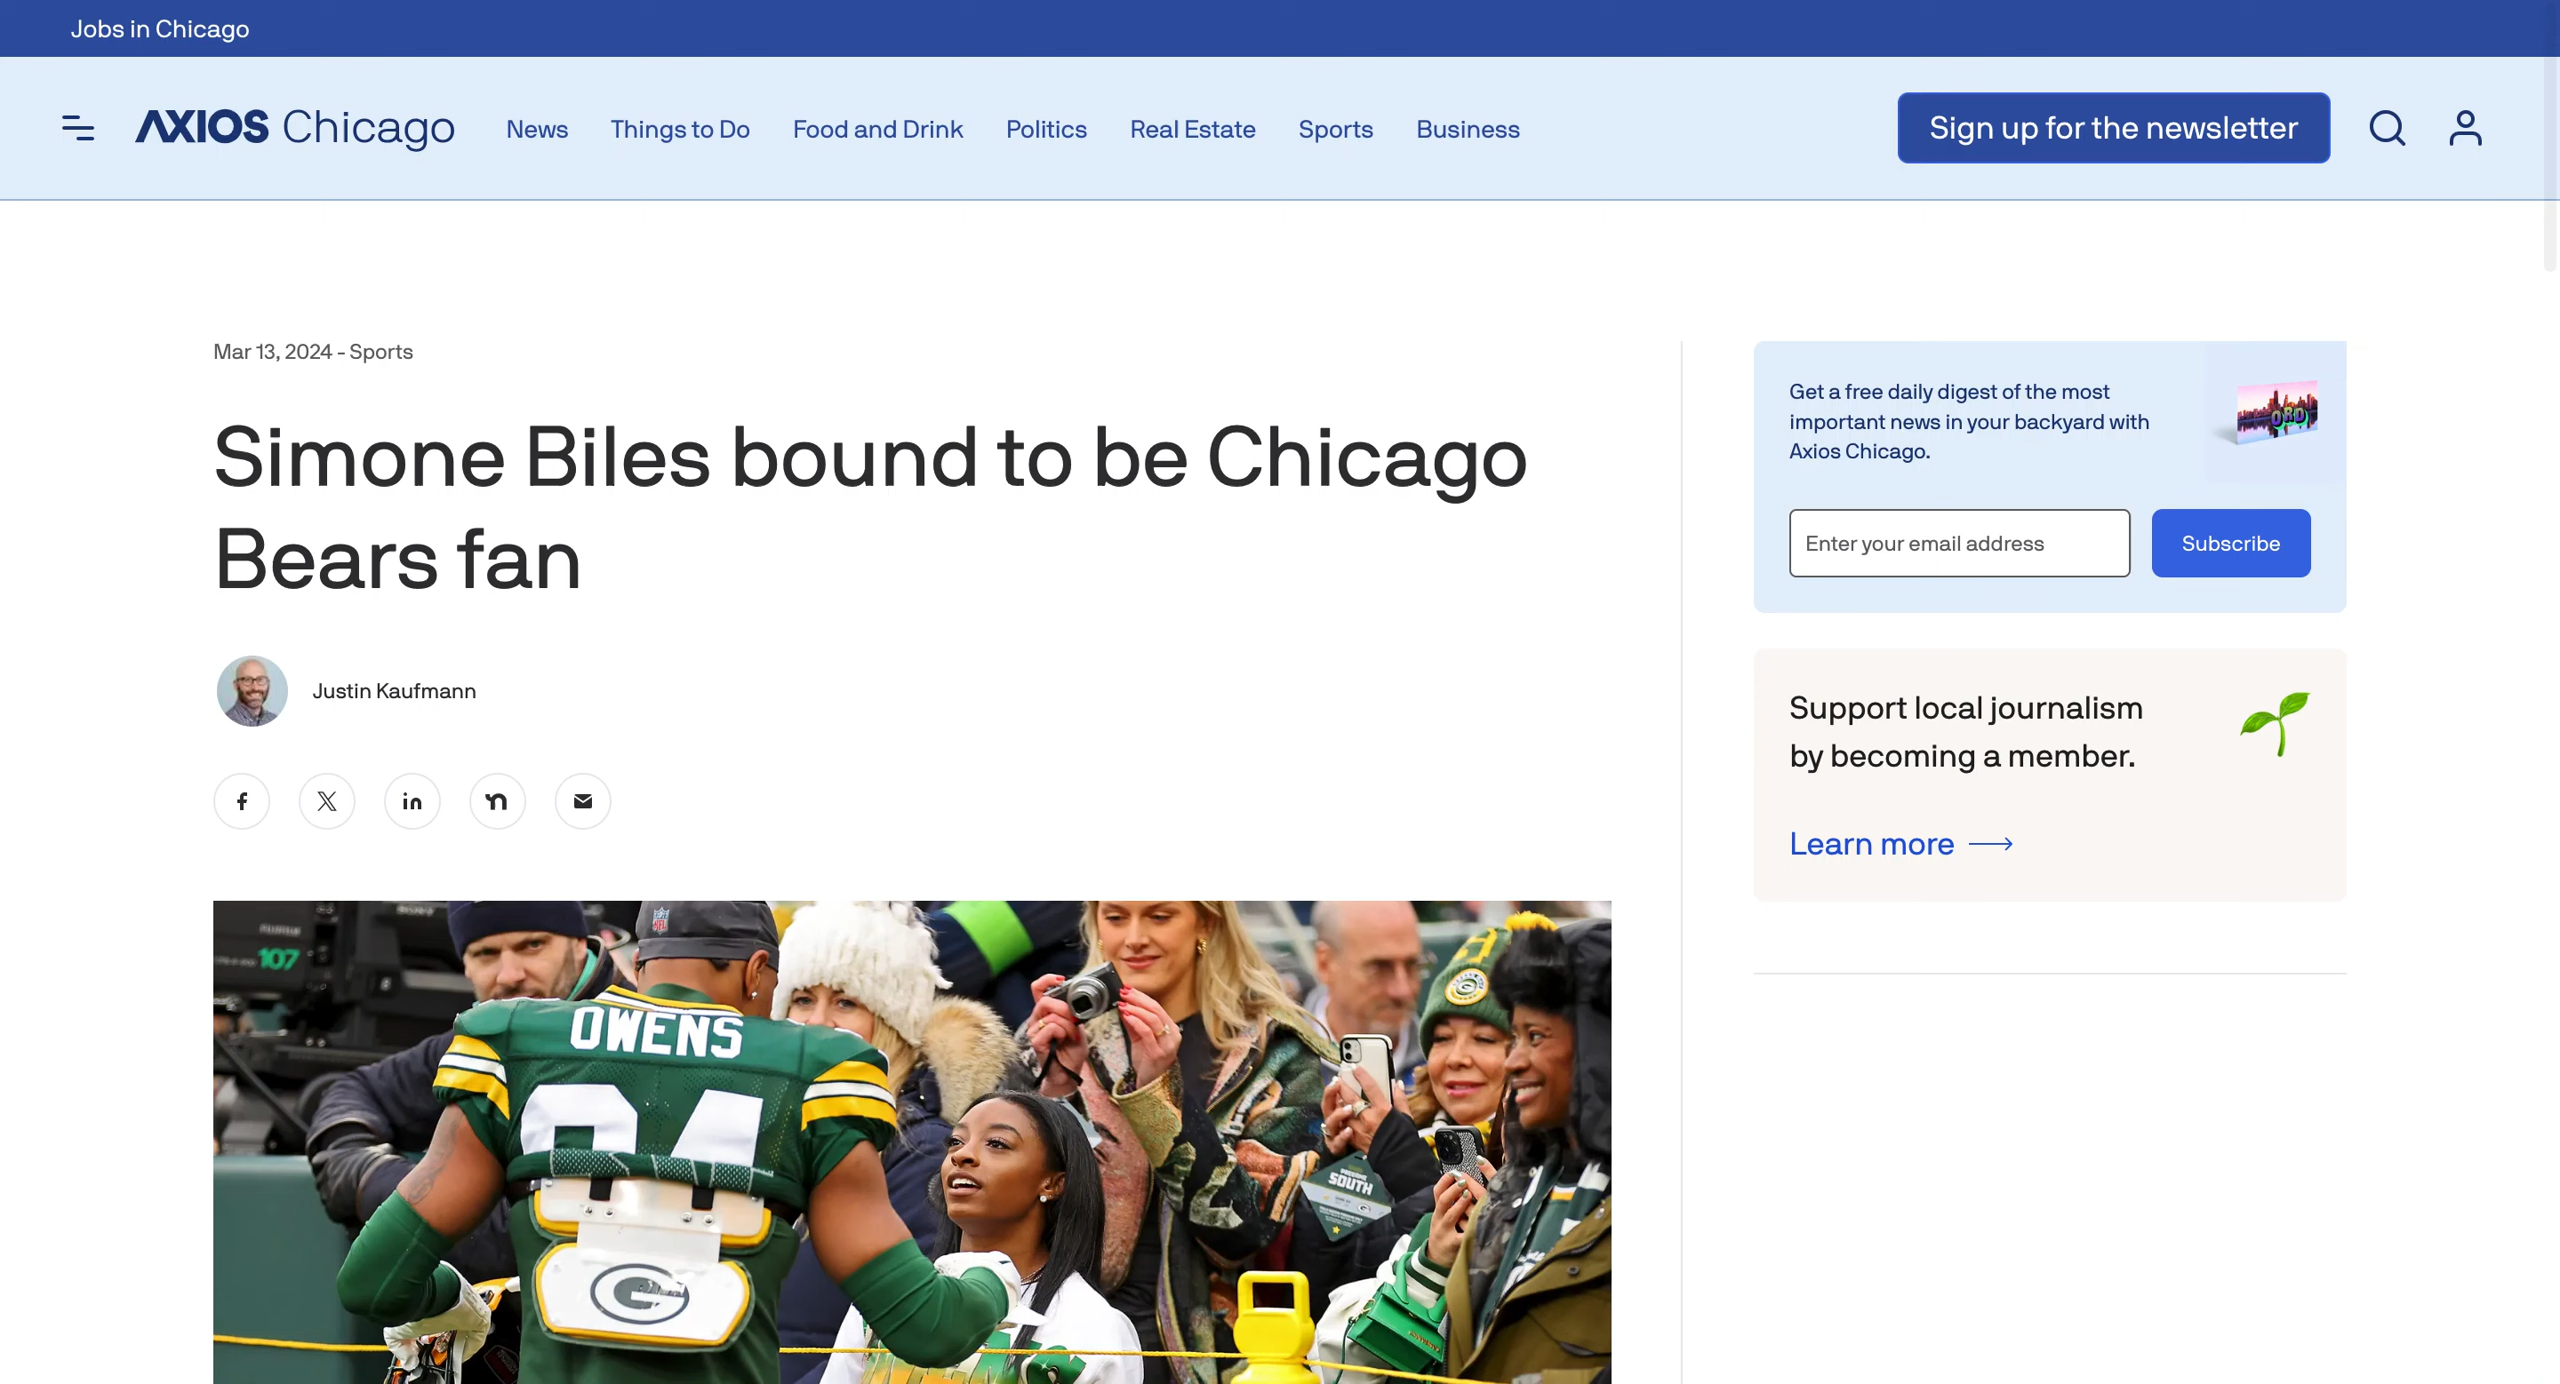 Jobs in Chicago
AXIOS Chicago
News
Things to Do
Food and Drink
Politics
Real Estate
Sports
Business
Sign up for the newsletter
Mar 13, 2024 - Sports
Simone Biles bound to be Chicago
Bears fan
Justin Kaufmann
Get a free daily digest of the most
important news in your backyard with
Axios Chicago.
ORD
Enter your email address
Subscribe
Support local journalism
by becoming a member.
Learn more
107
NFL
OWENS
SOUTH
G